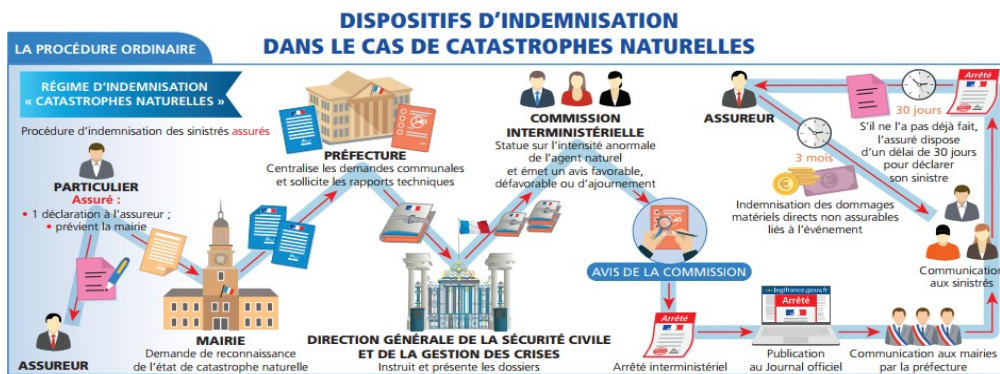 DISPOSITIFS D'INDEMNISATION
DANS LE CAS DE CATASTROPHES NATURELLES
LA PROCÉDURE ORDINAIRE
RÉGIME D'INDEMNISATION
« CATASTROPHES NATURELLES »
Procédure d'indemnisation des sinistrés assurés
PARTICULIER
Assuré :
• 1 déclaration à l'assureur ;
• prévient la mairie
ASSUREUR
MAIRIE
Demande de reconnaissance
de l'état de catastrophe naturelle
PRÉFECTURE
Centralise les demandes communales
et sollicite les rapports techniques
DIRECTION GÉNÉRALE DE LA SÉCURITÉ CIVILE
ET DE LA GESTION DES CRISES
Instruit et présente les dossiers
COMMISSION
INTERMINISTÉRIELLE
Statue sur l'intensité anormale
de l'agent naturel
et émet un avis favorable,
défavorable ou d'ajournement
AVIS DE LA COMMISSION
Arrêté
Arrêté interministériel
legifrance.gouv.fr
Arrêté
Publication
au Journal officiel
Communication aux mairies
par la préfecture
Communication
aux sinistrés
Arrêté
30 jours
S'il ne l'a pas déjà fait,
l'assuré dispose
d'un délai de 30 jours
pour déclarer
son sinistre
ASSUREUR
3 mois
Indemnisation des dommages
matériels directs non assurables
liés à l'événement